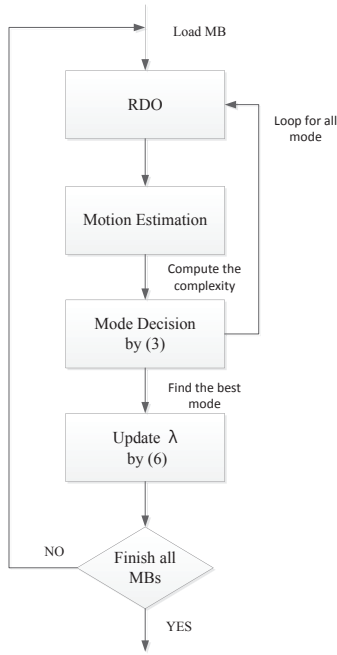 Load MB
RDO
Loop for all
mode
Motion Estimation
Compute the
complexity
Mode Decision
by (3)
Find the best
mode
Update λ
by (6)
NO
Finish all
MBs
YES